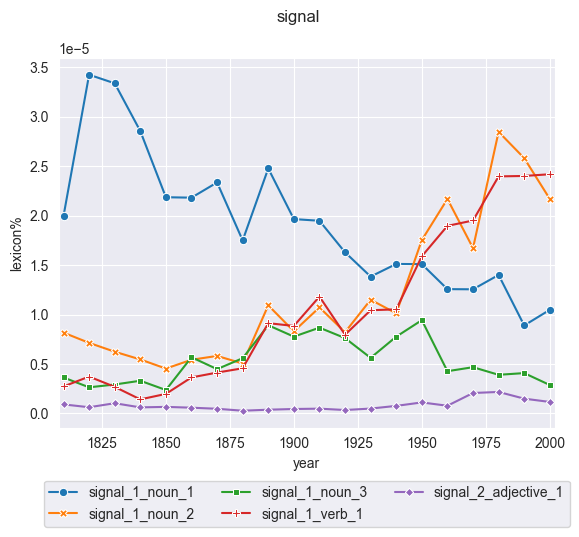 signal
1e−5
3.5
3.0
2.5
2.0
1.5
1.0
0.5
0.0
lexicon%
1825 1850 1875 1900 1925 1950 1975 2000
year
signal_1_noun_1 signal_1_noun_3 signal_2_adjective_1
signal_1_noun_2 signal_1_verb_1